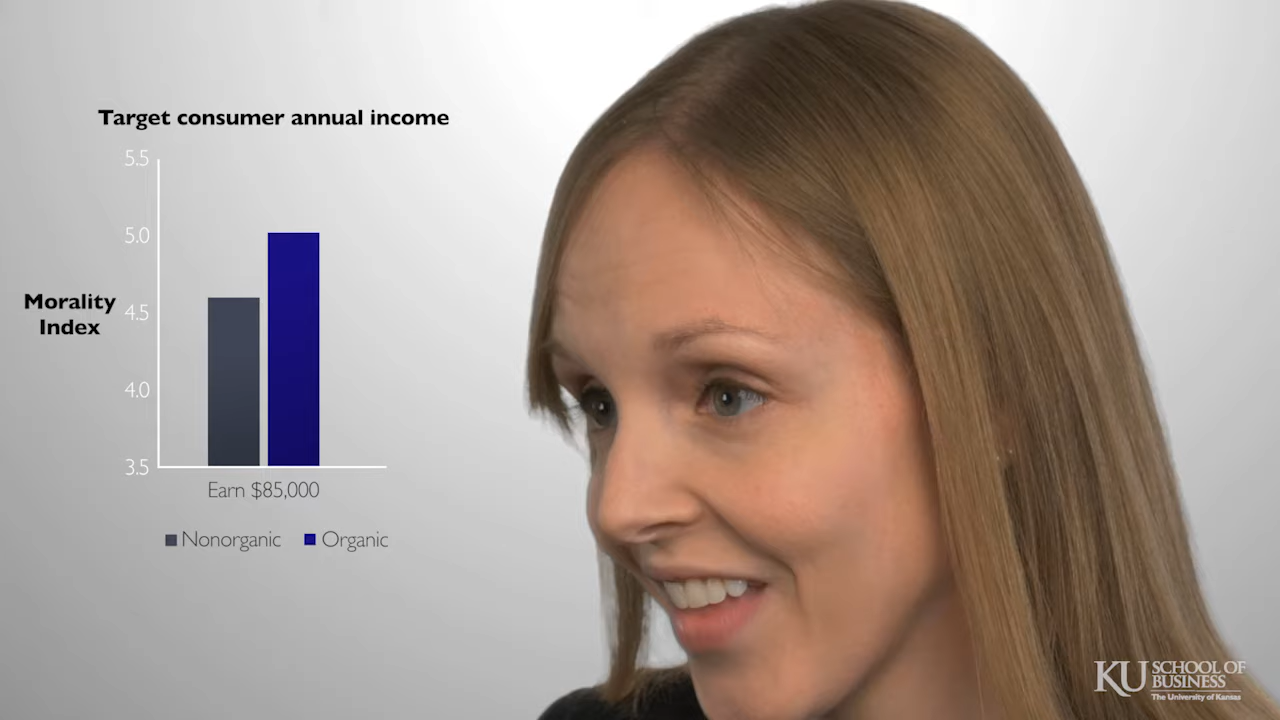 Target consumer annual income
5.5
5.0
Morality
Index
4.5
4.0
3.5
Earn $85,000
Nonorganic Organic
KU SCHOOL OF
BUSINESS
The University of Kansas